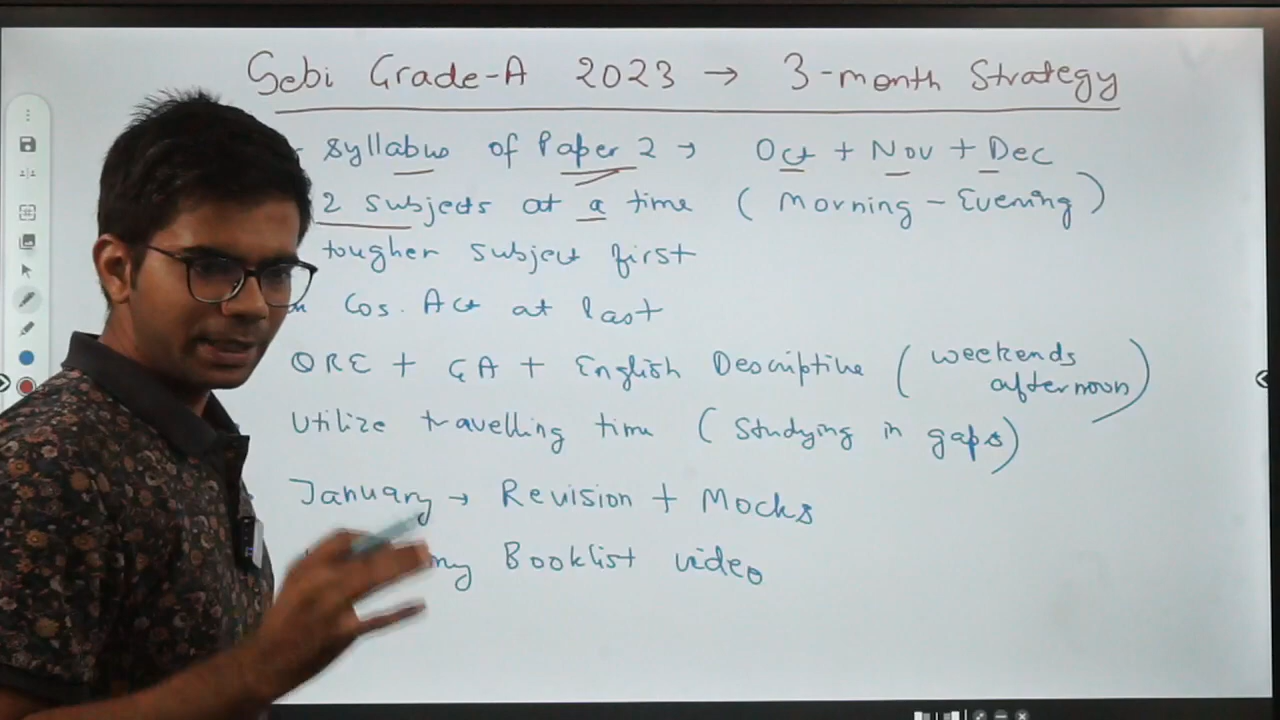 Sebi Grade-A 2023 → 3-month Strategy
syllabus of Paper 2 → Oct + Nov + Dec
2 subjects at a time (Morning - Evening)
tougher subject first
Cos. Act at last
QRE + GA + English Descriptive (weekends afternoon)
Utilize travelling time (studying in gaps)
January → Revision + Mocks
my Booklist video